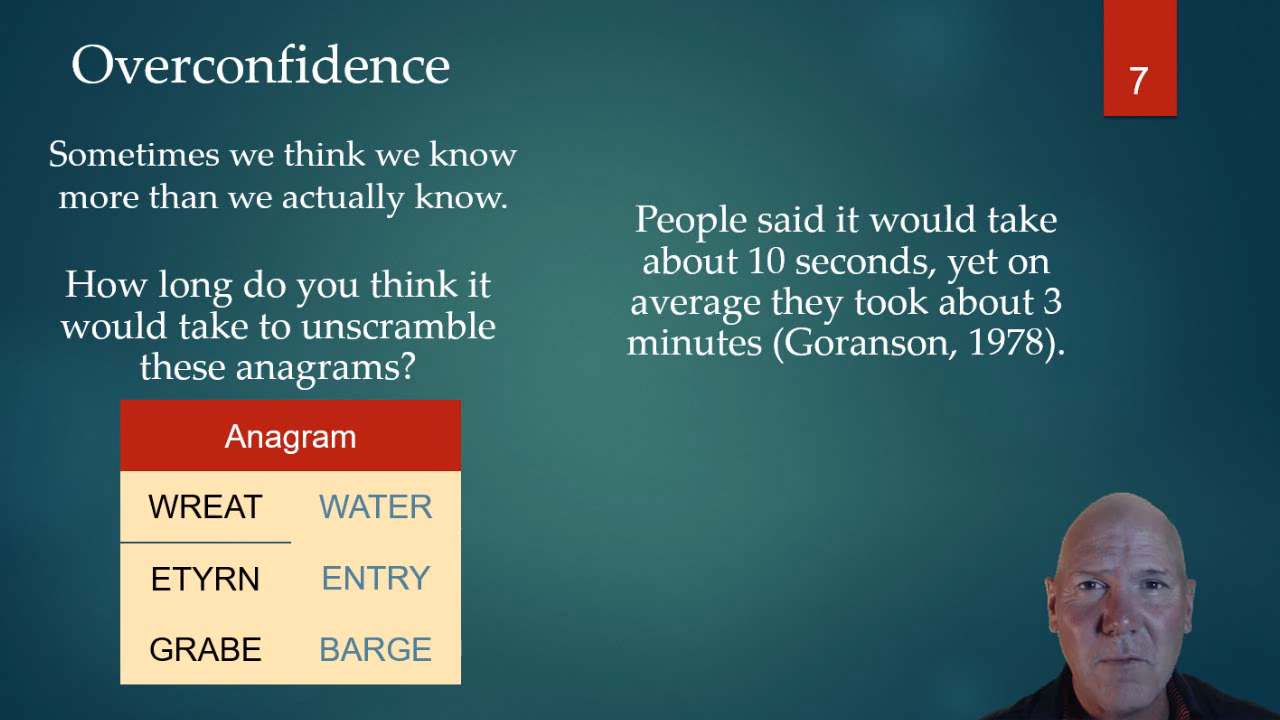 Overconfidence
7
Sometimes we think we know
more than we actually know.
How long do you think it
would take to unscramble
these anagrams?
Anagram
WREAT WATER
ETYRN ENTRY
GRABE BARGE
People said it would take
about 10 seconds, yet on
average they took about 3
minutes (Goranson, 1978).